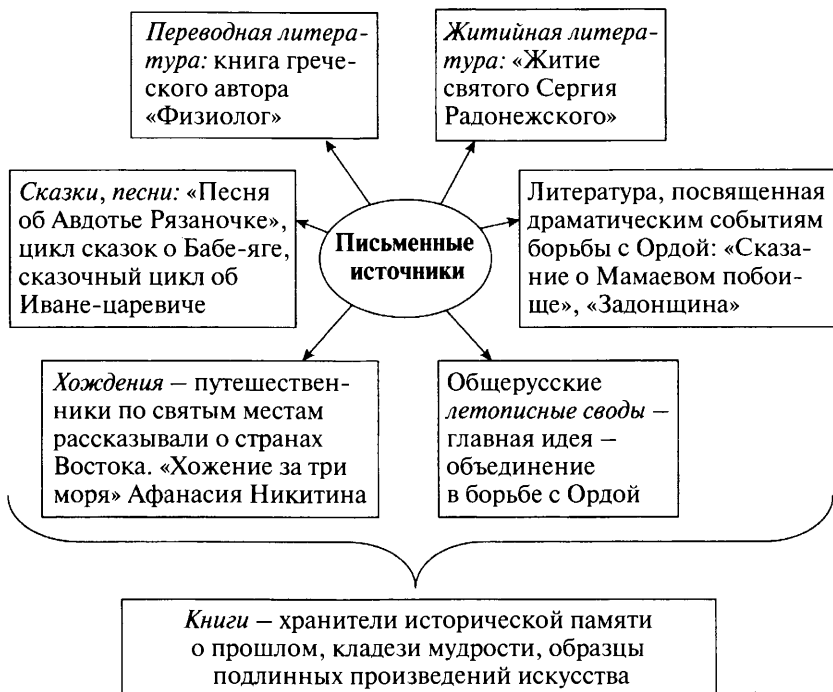 Переводная литера-
тура: книга грече-
ского автора
«Физиолог»
Житийная литера-
тура: «Житие
святого Сергия
Радонежского»
Сказки, песни: «Песня
об Авдотье Рязаночке»,
цикл сказок о Бабе-яге,
сказочный цикл об
Иване-царевиче
Письменные
источники
Литература, посвященная
драматическим событиям
борьбы с Ордой: «Сказа-
ние о Мамаевом побои-
ще», «Задонщина»
Хождения – путешествен-
ники по святым местам
рассказывали о странах
Востока. «Хожение за три
моря» Афанасия Никитина
Общерусские
летописные своды –
главная идея –
объединение
в борьбе с Ордой
Книги – хранители исторической памяти
о прошлом, кладези мудрости, образцы
подлинных произведений искусства